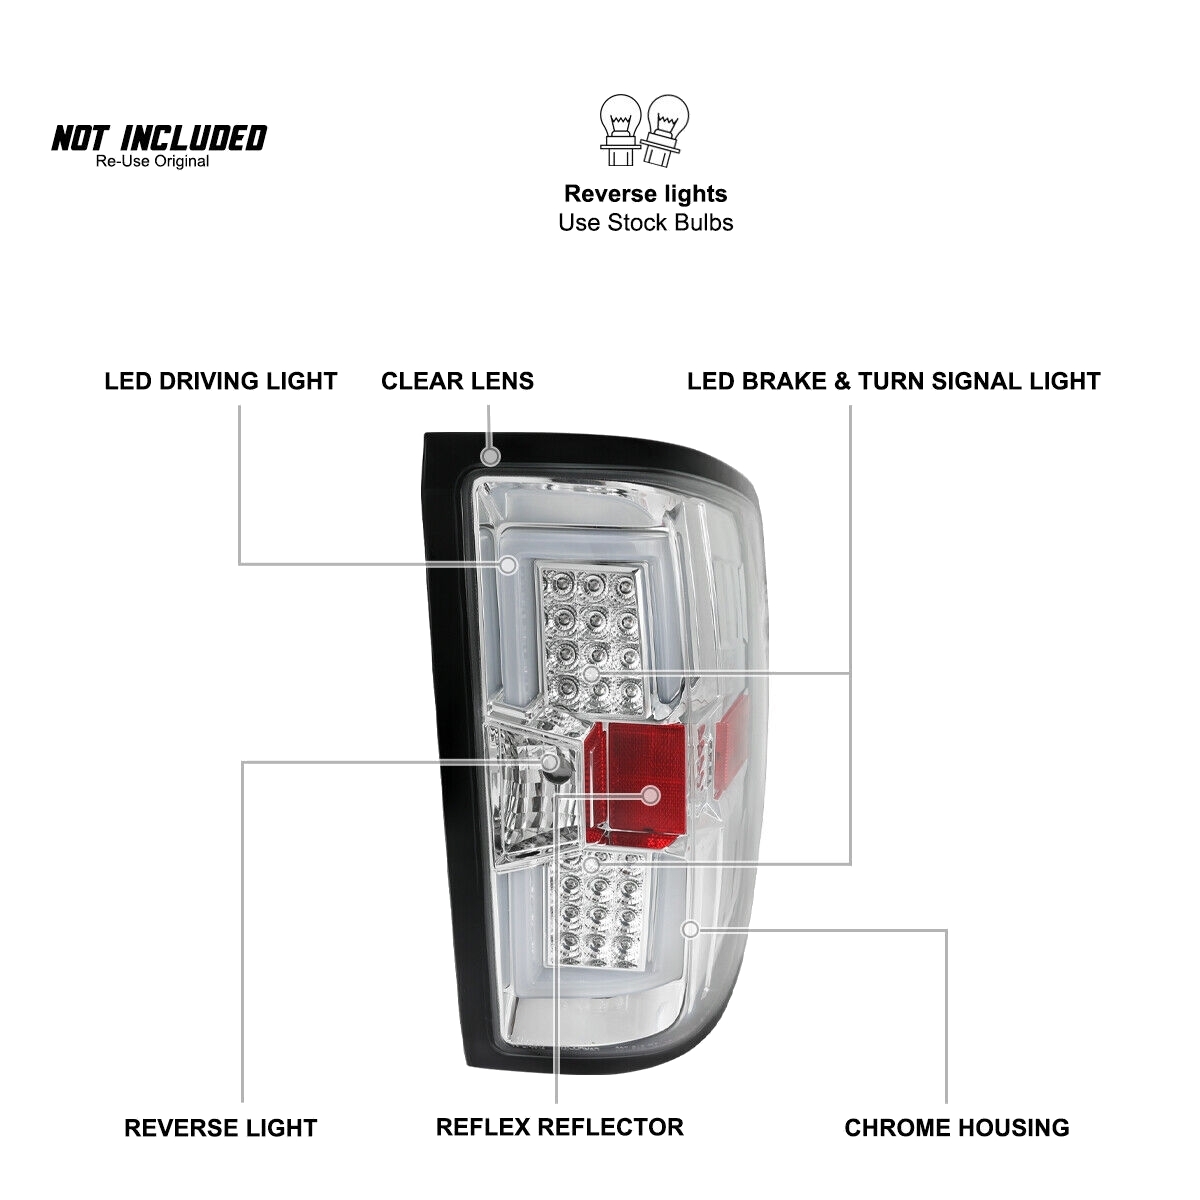 NOT INCLUDED
Re-Use Original
Reverse lights
Use Stock Bulbs
LED DRIVING LIGHT
CLEAR LENS
LED BRAKE & TURN SIGNAL LIGHT
REVERSE LIGHT
REFLEX REFLECTOR
CHROME HOUSING